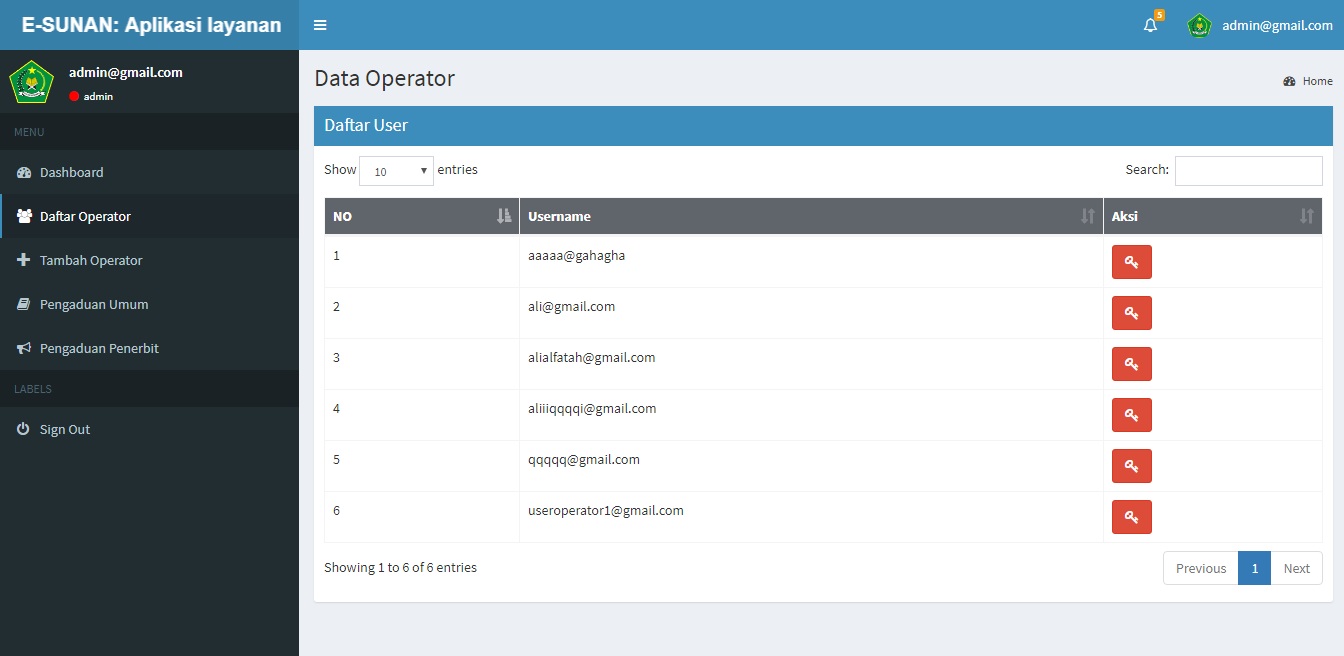 E-SUNAN: Aplikasi layanan
5
admin@gmail.com
admin@gmail.com
admin
MENU
Dashboard
Daftar Operator
Tambah Operator
Pengaduan Umum
Pengaduan Penerbit
LABELS
Sign Out
Data Operator
Home
Daftar User
Show 10 entries
Search:
NO Username Aksi
1 aaaaa@gahagha
2 ali@gmail.com
3 alialfatah@gmail.com
4 aliiiqqqqi@gmail.com
5 qqqqq@gmail.com
6 useroperator1@gmail.com
Showing 1 to 6 of 6 entries
Previous 1 Next